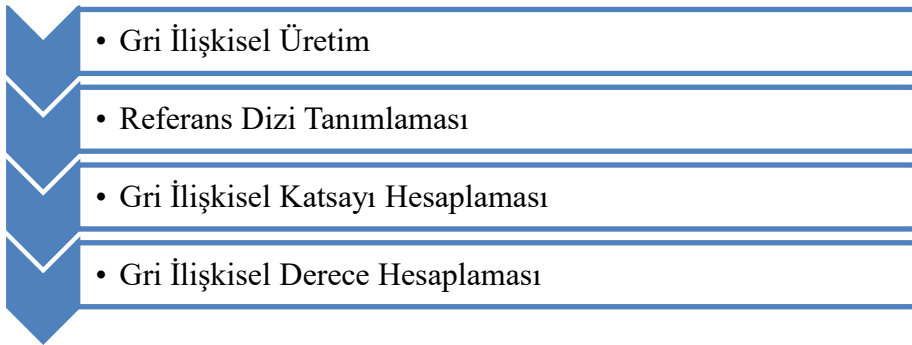 • Gri İlişkisel Üretim
• Referans Dizi Tanımlaması
• Gri İlişkisel Katsayı Hesaplaması
• Gri İlişkisel Derece Hesaplaması